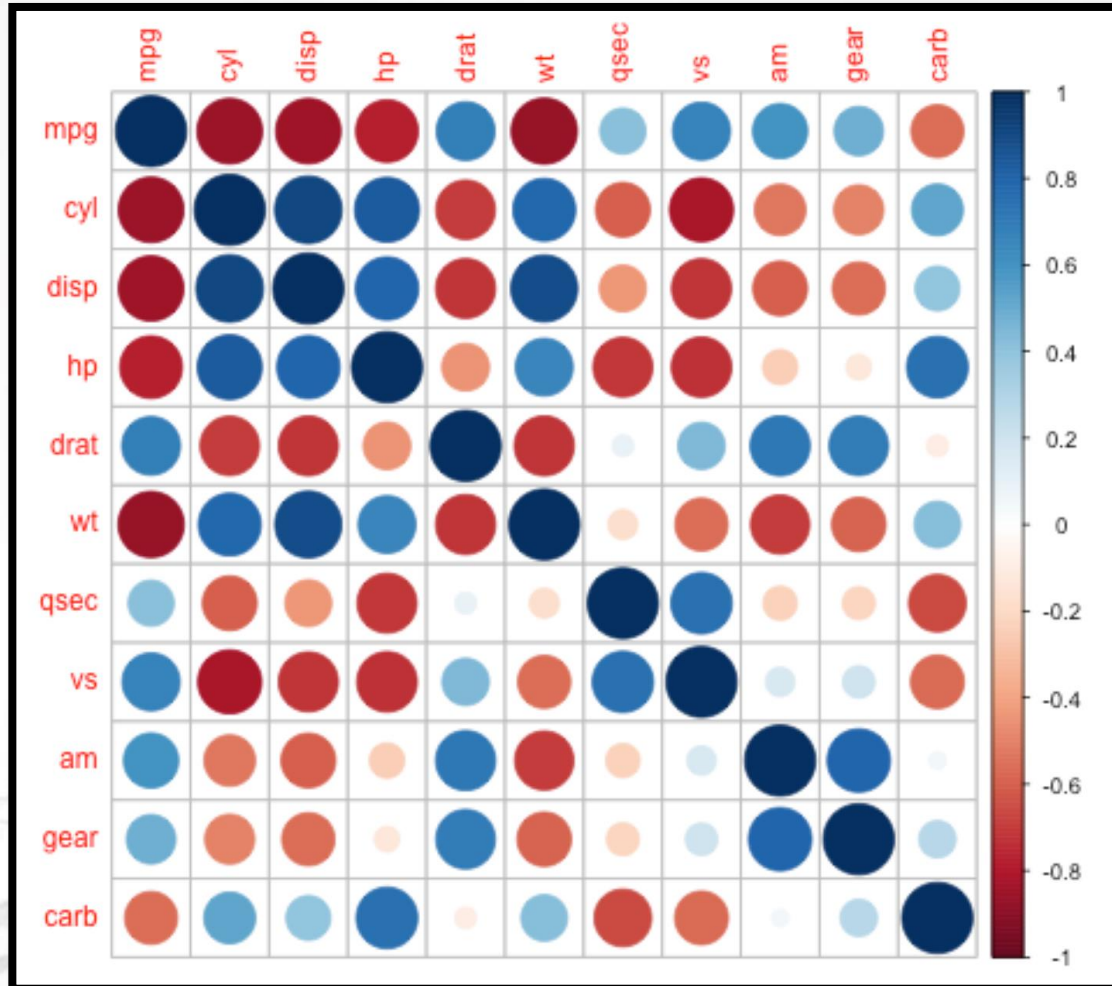 mpg cyl disp hp drat wt qsec vs am gear carb
mpg
cyl
disp
hp
drat
wt
qsec
vs
am
gear
carb
1
0.8
0.6
0.4
0.2
0
-0.2
-0.4
-0.6
-0.8
-1